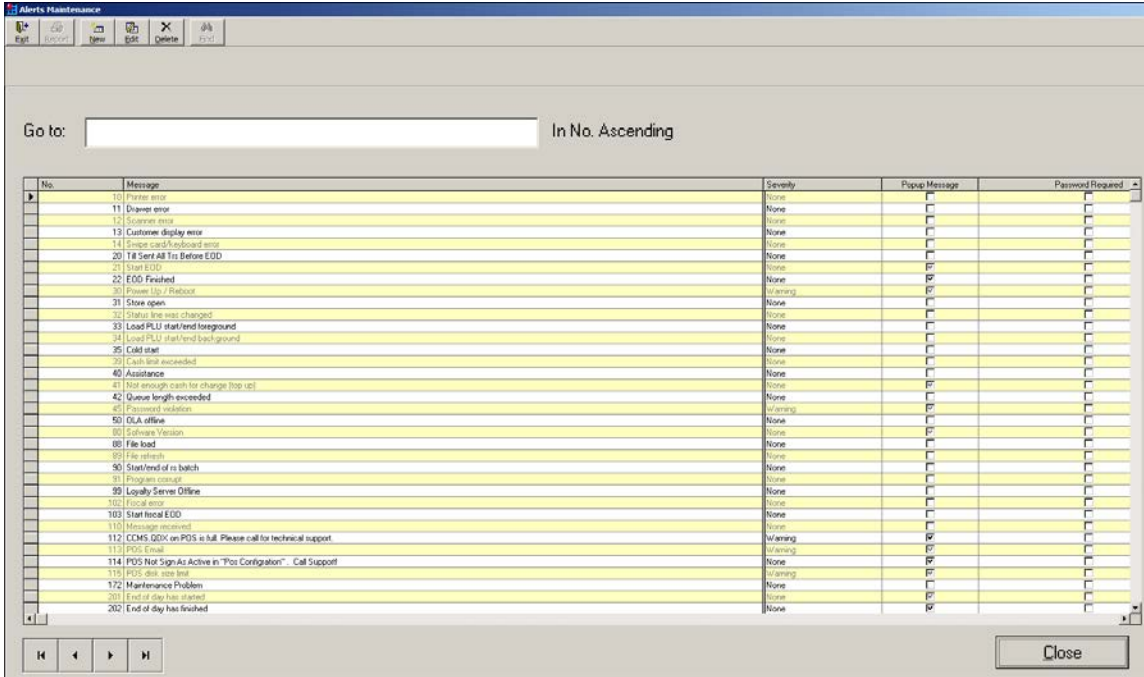 Alerts Maintenance
Exit Report New Edit Delete Find
Go to: In No. Ascending
No. Message Severity Popup Message Password Required
10 Printer error None
11 Drawer error None
12 Scanner error None
13 Customer display error None
14 Swipe card/keyboard error None
20 Till Sent All Trs Before EOD None
21 Start EOD None
22 EOD Finished None
30 Power Up / Reboot Warning
31 Store open None
32 Status line was changed None
33 Load PLU start/end foreground None
34 Load PLU start/end background None
35 Cold start None
39 Cash limit exceeded None
40 Assistance None
41 Not enough cash for change (top up) None
42 Queue length exceeded None
45 Password violation Warning
50 OLA offline None
80 Sofware Version None
88 File load None
89 File refresh None
90 Start/end of rs batch None
91 Program corrupt None
99 Loyalty Server Offline None
102 Fiscal error None
103 Start fiscal EOD None
110 Message received None
112 CCMS.QDX on POS is full. Please call for technical support. Warning
113 POS Email Warning
114 POS Not Sign As Active in "Pos Configration" . Call Support! None
115 POS disk size limit Warning
172 Maintenance Problem None
201 End of day has started None
202 End of day has finished None
Close